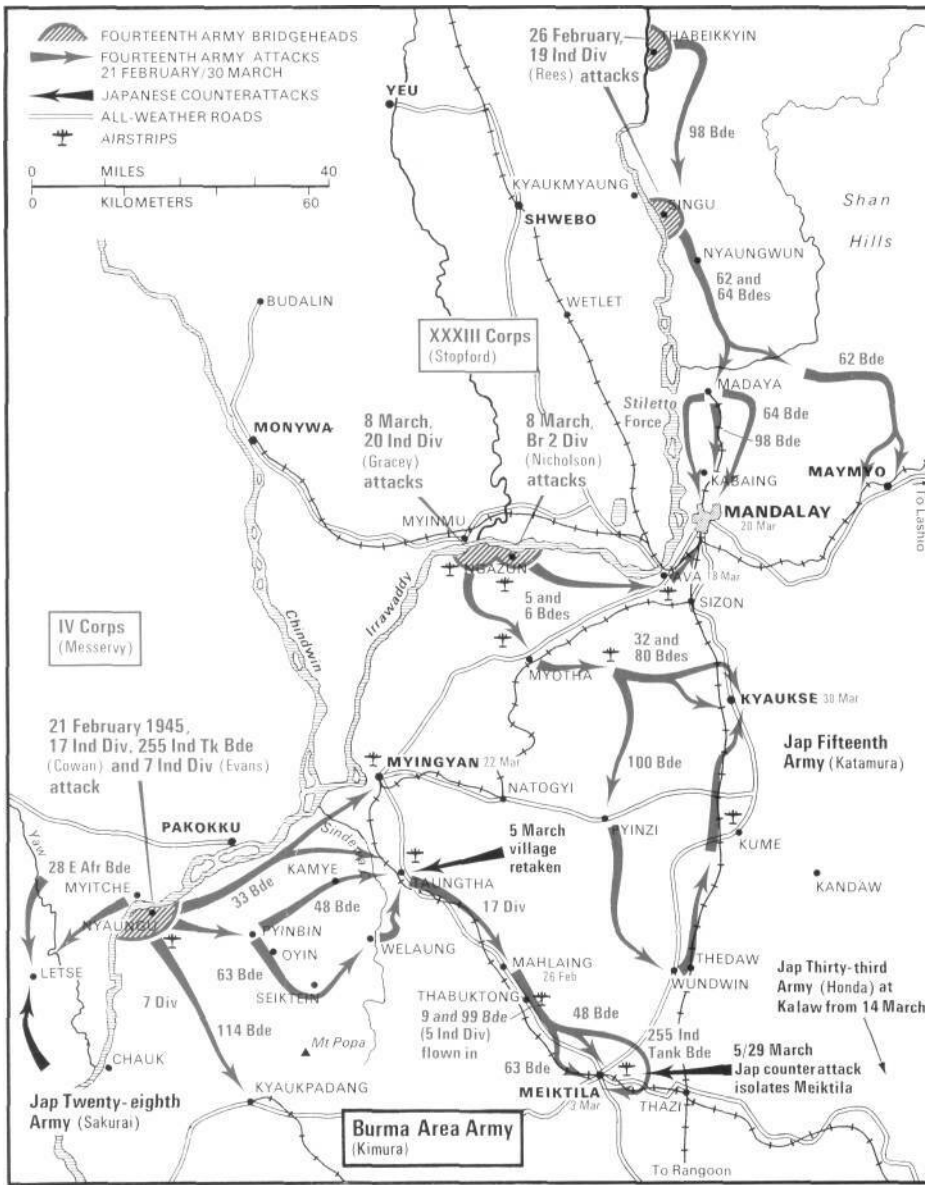 FOURTEENTH ARMY BRIDGEHEADS
FOURTEENTH ARMY ATTACKS
21 FEBRUARY/30 MARCH
JAPANESE COUNTERATTACKS
ALL-WEATHER ROADS
AIRSTRIPS
0 MILES 40
0 KILOMETERS 60
26 February,
19 Ind Div
(Rees) attacks
THABEIKKYIN
YEU
98 Bde
KYAUKMYAUNG
SHWEBO
SINGU
Shan
Hills
NYAUNGWUN
62 and
64 Bdes
BUDALIN
WETLET
XXXIII Corps
(Stopford)
62 Bde
MADAYA
Stiletto
Force
64 Bde
98 Bde
MONYWA
8 March,
20 Ind Div
(Gracey)
attacks
8 March,
Br 2 Div
(Nicholson)
attacks
KABAING
MAYMYO
To Lashio
MANDALAY
20 Mar
MYINMU
NGAZUN
AVA 18 Mar
5 and
6 Bdes
SIZON
Chindwin
Irrawaddy
IV Corps
(Messervy)
32 and
80 Bdes
MYOTHA
KYAUKSE 30 Mar
21 February 1945,
17 Ind Div, 255 Ind Tk Bde
(Cowan) and 7 Ind Div (Evans)
attack
Jap Fifteenth
Army (Katamura)
100 Bde
MYINGYAN 22 Mar
NATOGYI
PYINZI
KUME
PAKOKKU
Sindewa
5 March
village
retaken
Yaw
28 E Afr Bde
MYITCHE
33 Bde
KAMYE
TAUNGTHA
KANDAW
48 Bde
17 Div
NYAUNGU
PYINBIN
OYIN
WELAUNG
63 Bde
SEIKTEIN
LETSE
MAHLAING
26 Feb
THEDAW
WUNDWIN
Jap Thirty-third
Army (Honda) at
Kalaw from 14 March
7 Div
114 Bde
THABUKTONG
9 and 99 Bde
(5 Ind Div)
flown in
48 Bde
255 Ind
Tank Bde
Mt Popa
CHAUK
63 Bde
5/29 March
Jap counterattack
isolates Meiktila
KYAUKPADANG
MEIKTILA
3 Mar
THAZI
Jap Twenty-eighth
Army (Sakurai)
Burma Area Army
(Kimura)
To Rangoon